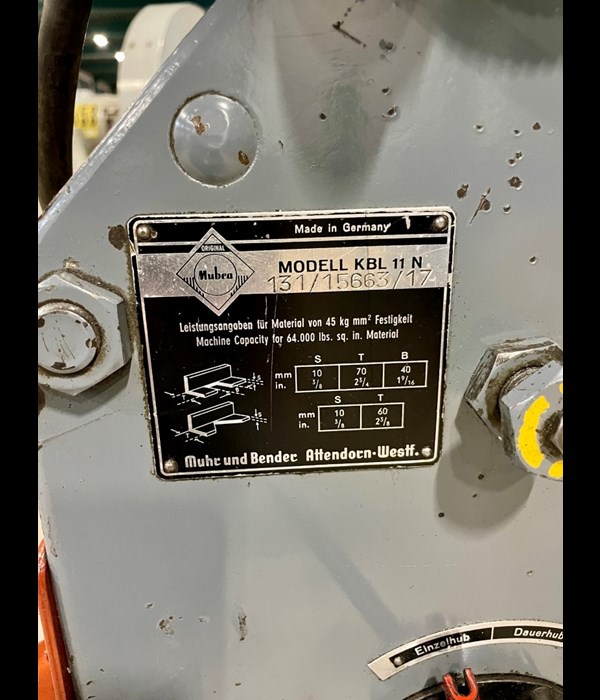 Made in Germany
ORIGINAL
Mubea
MODELL KBL 11 N
131/15663/17
Leistungsangaben für Material von 45 kg mm² Festigkeit
Machine Capacity for 64.000 lbs. sq. in. Material
S T B
mm 10 70 40
in. 3/8 2 3/4 1 9/16
S T
mm 10 60
in. 3/8 2 3/8
Muhr und Bender Attendorn-Westf.
Einzelhub Dauerhub